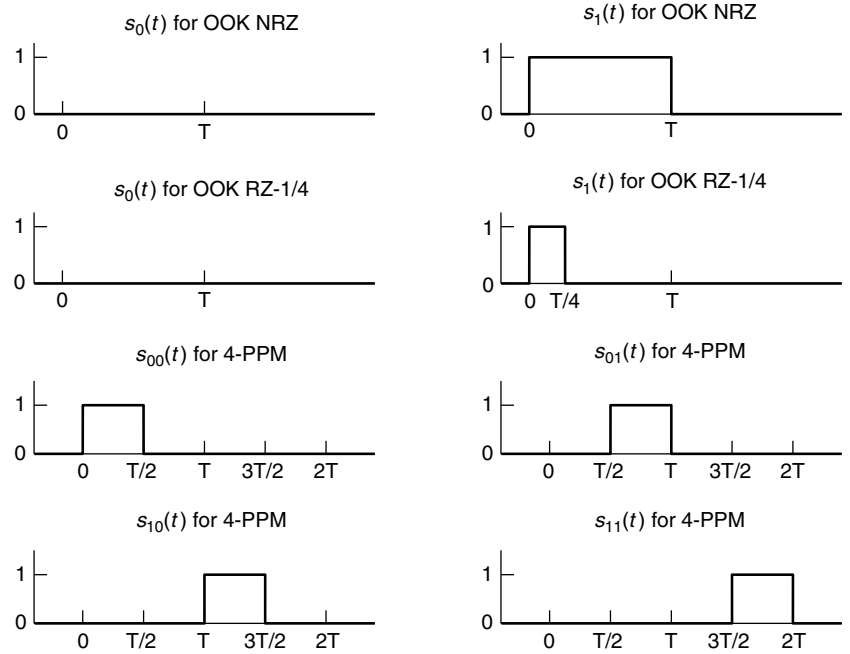 s0(t) for OOK NRZ
1
0
0 T
s1(t) for OOK NRZ
1
0
0 T
s0(t) for OOK RZ-1/4
1
0
0 T
s1(t) for OOK RZ-1/4
1
0
0 T/4 T
s00(t) for 4-PPM
1
0
0 T/2 T 3T/2 2T
s01(t) for 4-PPM
1
0
0 T/2 T 3T/2 2T
s10(t) for 4-PPM
1
0
0 T/2 T 3T/2 2T
s11(t) for 4-PPM
1
0
0 T/2 T 3T/2 2T